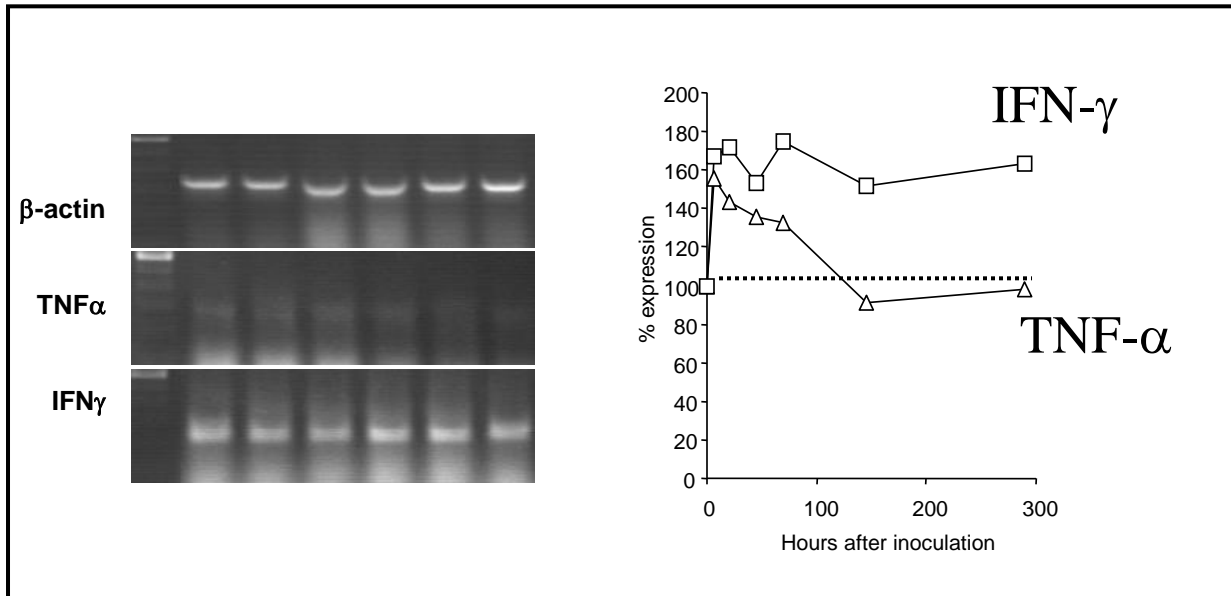 β-actin
TNFα
IFNγ
200
180
160
140
120
100
80
60
40
20
0
% expression
0 100 200 300
Hours after inoculation
IFN-γ
TNF-α